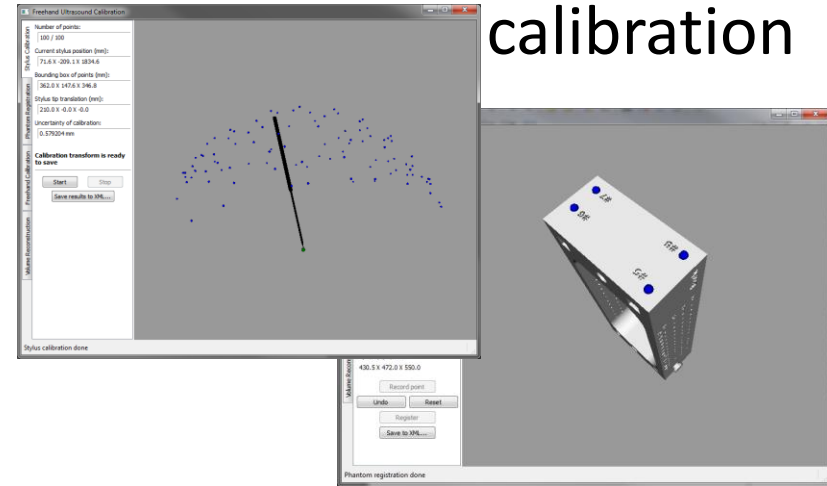 calibration
Freehand Ultrasound Calibration
Stylus Calibration
Phantom Registration
Freehand Calibration
Volume Reconstruction
Number of points:
100 / 100
Current stylus position (mm):
71.6 X -209.1 X 1834.6
Bounding box of points (mm):
362.0 X 147.6 X 346.8
Stylus tip translation (mm):
210.0 X -0.0 X -0.0
Uncertainty of calibration:
0.579204 mm
Calibration transform is ready
to save
Start Stop
Save results to XML...
Stylus calibration done
430.5 X 472.0 X 550.0
Record point
Undo Reset
Register
Save to XML...
Phantom registration done